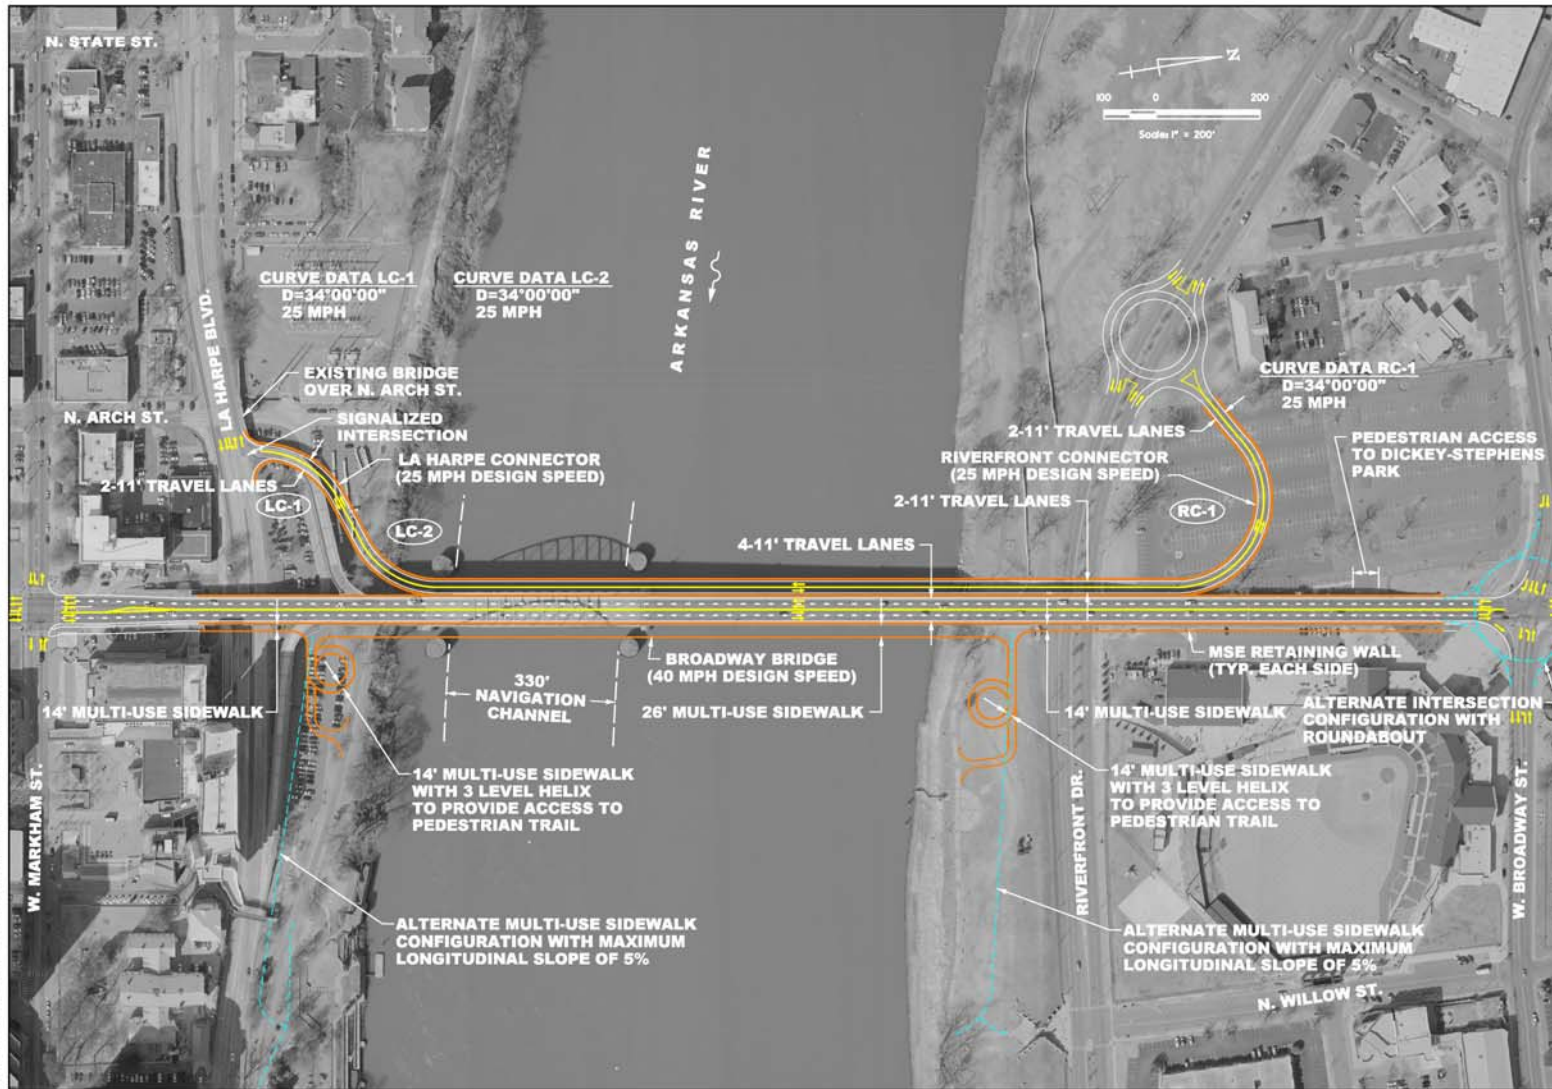 N. STATE ST.
N
100 0 200
Scale: 1" = 200'
ARKANSAS RIVER
CURVE DATA LC-1
D=34°00'00"
25 MPH
CURVE DATA LC-2
D=34°00'00"
25 MPH
LA HARPE BLVD.
EXISTING BRIDGE
OVER N. ARCH ST.
N. ARCH ST.
SIGNALIZED
INTERSECTION
LA HARPE CONNECTOR
(25 MPH DESIGN SPEED)
2-11' TRAVEL LANES
LC-1
LC-2
CURVE DATA RC-1
D=34°00'00"
25 MPH
2-11' TRAVEL LANES
RIVERFRONT CONNECTOR
(25 MPH DESIGN SPEED)
2-11' TRAVEL LANES
RC-1
PEDESTRIAN ACCESS
TO DICKEY-STEPHENS
PARK
4-11' TRAVEL LANES
BROADWAY BRIDGE
(40 MPH DESIGN SPEED)
MSE RETAINING WALL
(TYP. EACH SIDE)
330'
NAVIGATION
CHANNEL
14' MULTI-USE SIDEWALK
26' MULTI-USE SIDEWALK
14' MULTI-USE SIDEWALK
ALTERNATE INTERSECTION
CONFIGURATION WITH
ROUNDABOUT
14' MULTI-USE SIDEWALK
WITH 3 LEVEL HELIX
TO PROVIDE ACCESS TO
PEDESTRIAN TRAIL
14' MULTI-USE SIDEWALK
WITH 3 LEVEL HELIX
TO PROVIDE ACCESS TO
PEDESTRIAN TRAIL
W. MARKHAM ST.
RIVERFRONT DR.
W. BROADWAY ST.
ALTERNATE MULTI-USE SIDEWALK
CONFIGURATION WITH MAXIMUM
LONGITUDINAL SLOPE OF 5%
ALTERNATE MULTI-USE SIDEWALK
CONFIGURATION WITH MAXIMUM
LONGITUDINAL SLOPE OF 5%
N. WILLOW ST.